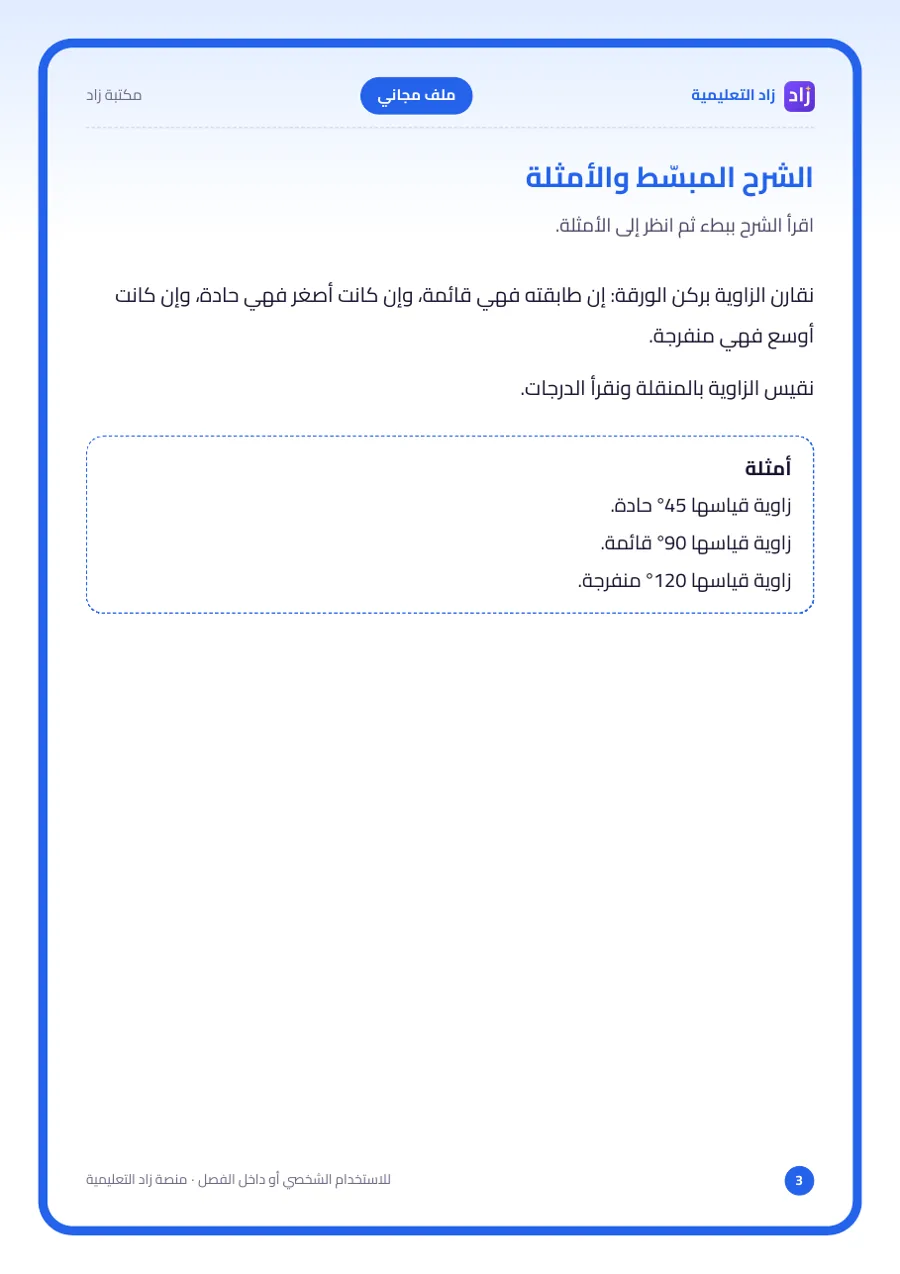 زاد
زاد التعليمية
ملف مجاني
مكتبة زاد
الشرح المبسّط والأمثلة
اقرأ الشرح ببطء ثم انظر إلى الأمثلة.
نقارن الزاوية بركن الورقة: إن طابقته فهي قائمة، وإن كانت أصغر فهي حادة، وإن كانت
أوسع فهي منفرجة.
نقيس الزاوية بالمنقلة ونقرأ الدرجات.
أمثلة
زاوية قياسها 45° حادة.
زاوية قياسها 90° قائمة.
زاوية قياسها 120° منفرجة.
3
للاستخدام الشخصي أو داخل الفصل · منصة زاد التعليمية